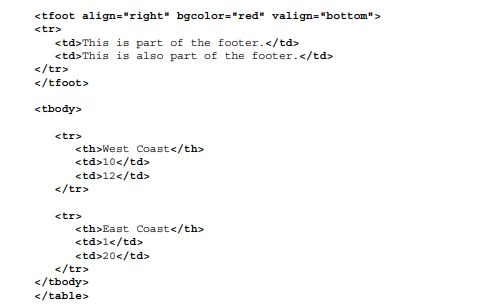 <tfoot align="right" bgcolor="red" valign="bottom">
<tr>
<td>This is part of the footer.</td>
<td>This is also part of the footer.</td>
</tr>
</tfoot>
<tbody>
<tr>
<th>West Coast</th>
<td>10</td>
<td>12</td>
</tr>
<tr>
<th>East Coast</th>
<td>1</td>
<td>20</td>
</tr>
</tbody>
</table>